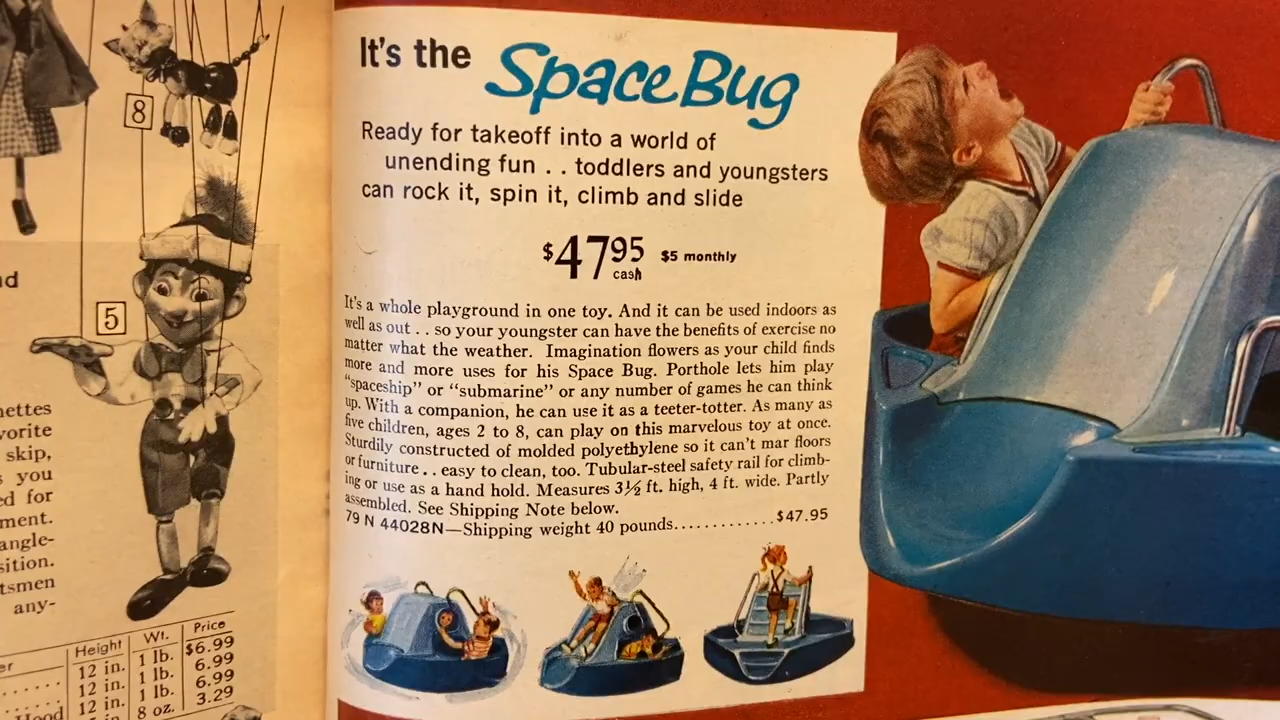 8
5
nd
nettes
vorite
skip,
s you
ed for
ment.
angle-
sition.
tsmen
any-
er Height Wt. Price
12 in. 1 lb. $6.99
12 in. 1 lb. 6.99
12 in. 1 lb. 6.99
Hood 8 oz. 3.29
It's the Space Bug
Ready for takeoff into a world of
unending fun . . toddlers and youngsters
can rock it, spin it, climb and slide
$47.95 cash $5 monthly
It's a whole playground in one toy. And it can be used indoors as
well as out . . so your youngster can have the benefits of exercise no
matter what the weather. Imagination flowers as your child finds
more and more uses for his Space Bug. Porthole lets him play
"spaceship" or "submarine" or any number of games he can think
up. With a companion, he can use it as a teeter-totter. As many as
five children, ages 2 to 8, can play on this marvelous toy at once.
Sturdily constructed of molded polyethylene so it can't mar floors
or furniture . . easy to clean, too. Tubular-steel safety rail for climb-
ing or use as a hand hold. Measures 3½ ft. high, 4 ft. wide. Partly
assembled. See Shipping Note below.
79 N 44028N—Shipping weight 40 pounds............$47.95